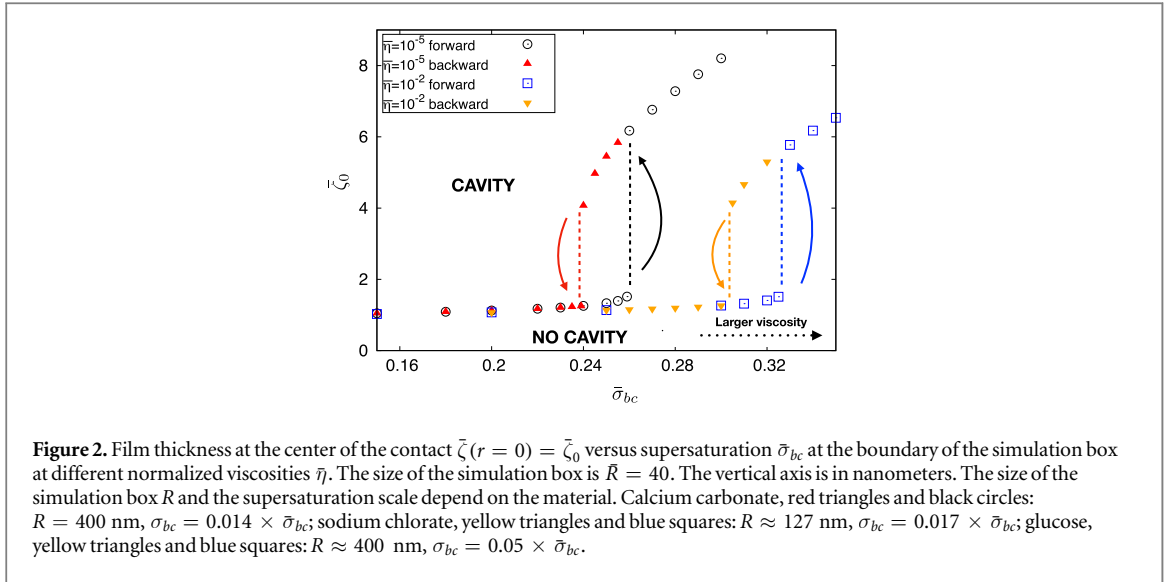 8
6
4
2
0
ζ̄₀
η̄=10⁻⁵ forward
η̄=10⁻⁵ backward
η̄=10⁻² forward
η̄=10⁻² backward
CAVITY
NO CAVITY
Larger viscosity
0.16 0.2 0.24 0.28 0.32
σ̄bc
Figure 2. Film thickness at the center of the contact ζ̄(r = 0) = ζ̄₀ versus supersaturation σ̄bc at the boundary of the simulation box
at different normalized viscosities η̄. The size of the simulation box is R̄ = 40. The vertical axis is in nanometers. The size of the
simulation box R and the supersaturation scale depend on the material. Calcium carbonate, red triangles and black circles:
R = 400 nm, σbc = 0.014 × σ̄bc; sodium chlorate, yellow triangles and blue squares: R ≈ 127 nm, σbc = 0.017 × σ̄bc; glucose,
yellow triangles and blue squares: R ≈ 400 nm, σbc = 0.05 × σ̄bc.